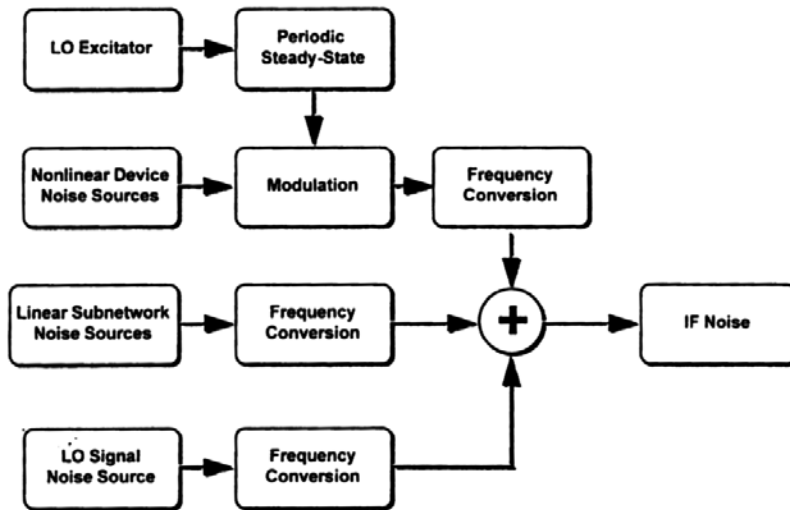 LO Excitator
Periodic
Steady-State
Nonlinear Device
Noise Sources
Modulation
Frequency
Conversion
Linear Subnetwork
Noise Sources
Frequency
Conversion
+
IF Noise
LO Signal
Noise Source
Frequency
Conversion